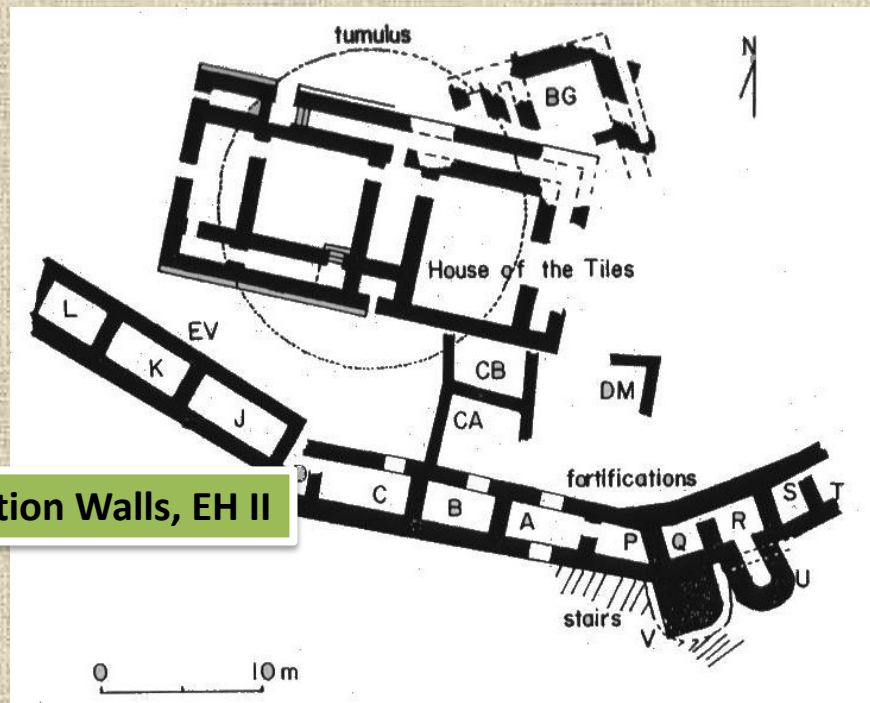 tumulus
N
BG
House of the Tiles
L
EV
K
CB
DM
J
CA
fortifications
tion Walls, EH II
C
B
A
P
Q
R
S
T
U
stairs
V
0 10 m